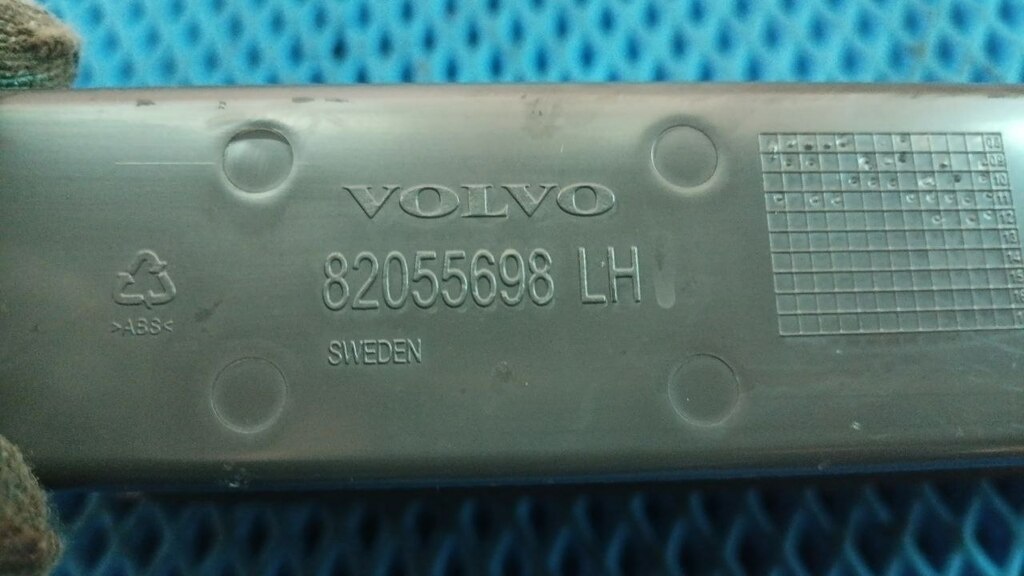 VOLVO
82055698 LH
>ABS<
SWEDEN